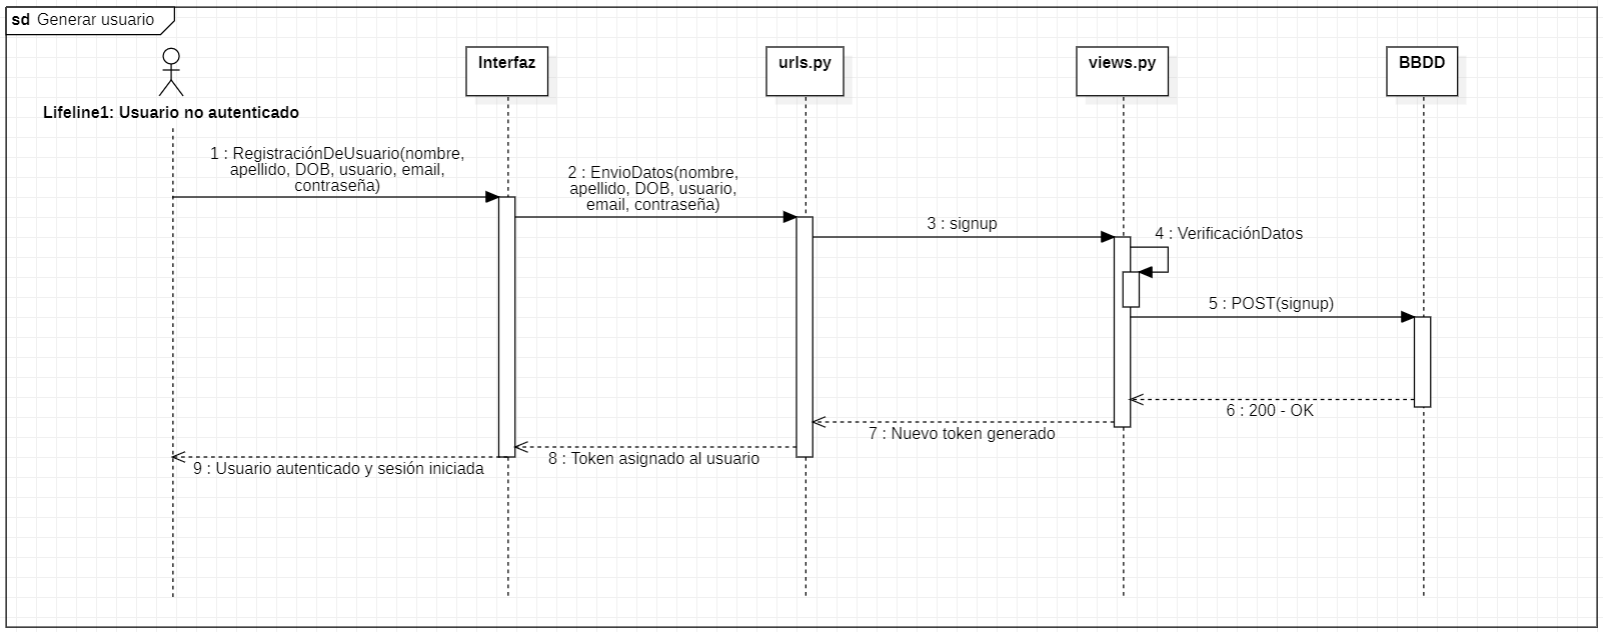 sd Generar usuario
Interfaz
urls.py
views.py
BBDD
Lifeline1: Usuario no autenticado
1 : RegistraciónDeUsuario(nombre,
apellido, DOB, usuario, email,
contraseña)
2 : EnvioDatos(nombre,
apellido, DOB, usuario,
email, contraseña)
3 : signup
4 : VerificaciónDatos
5 : POST(signup)
6 : 200 - OK
7 : Nuevo token generado
8 : Token asignado al usuario
9 : Usuario autenticado y sesión iniciada